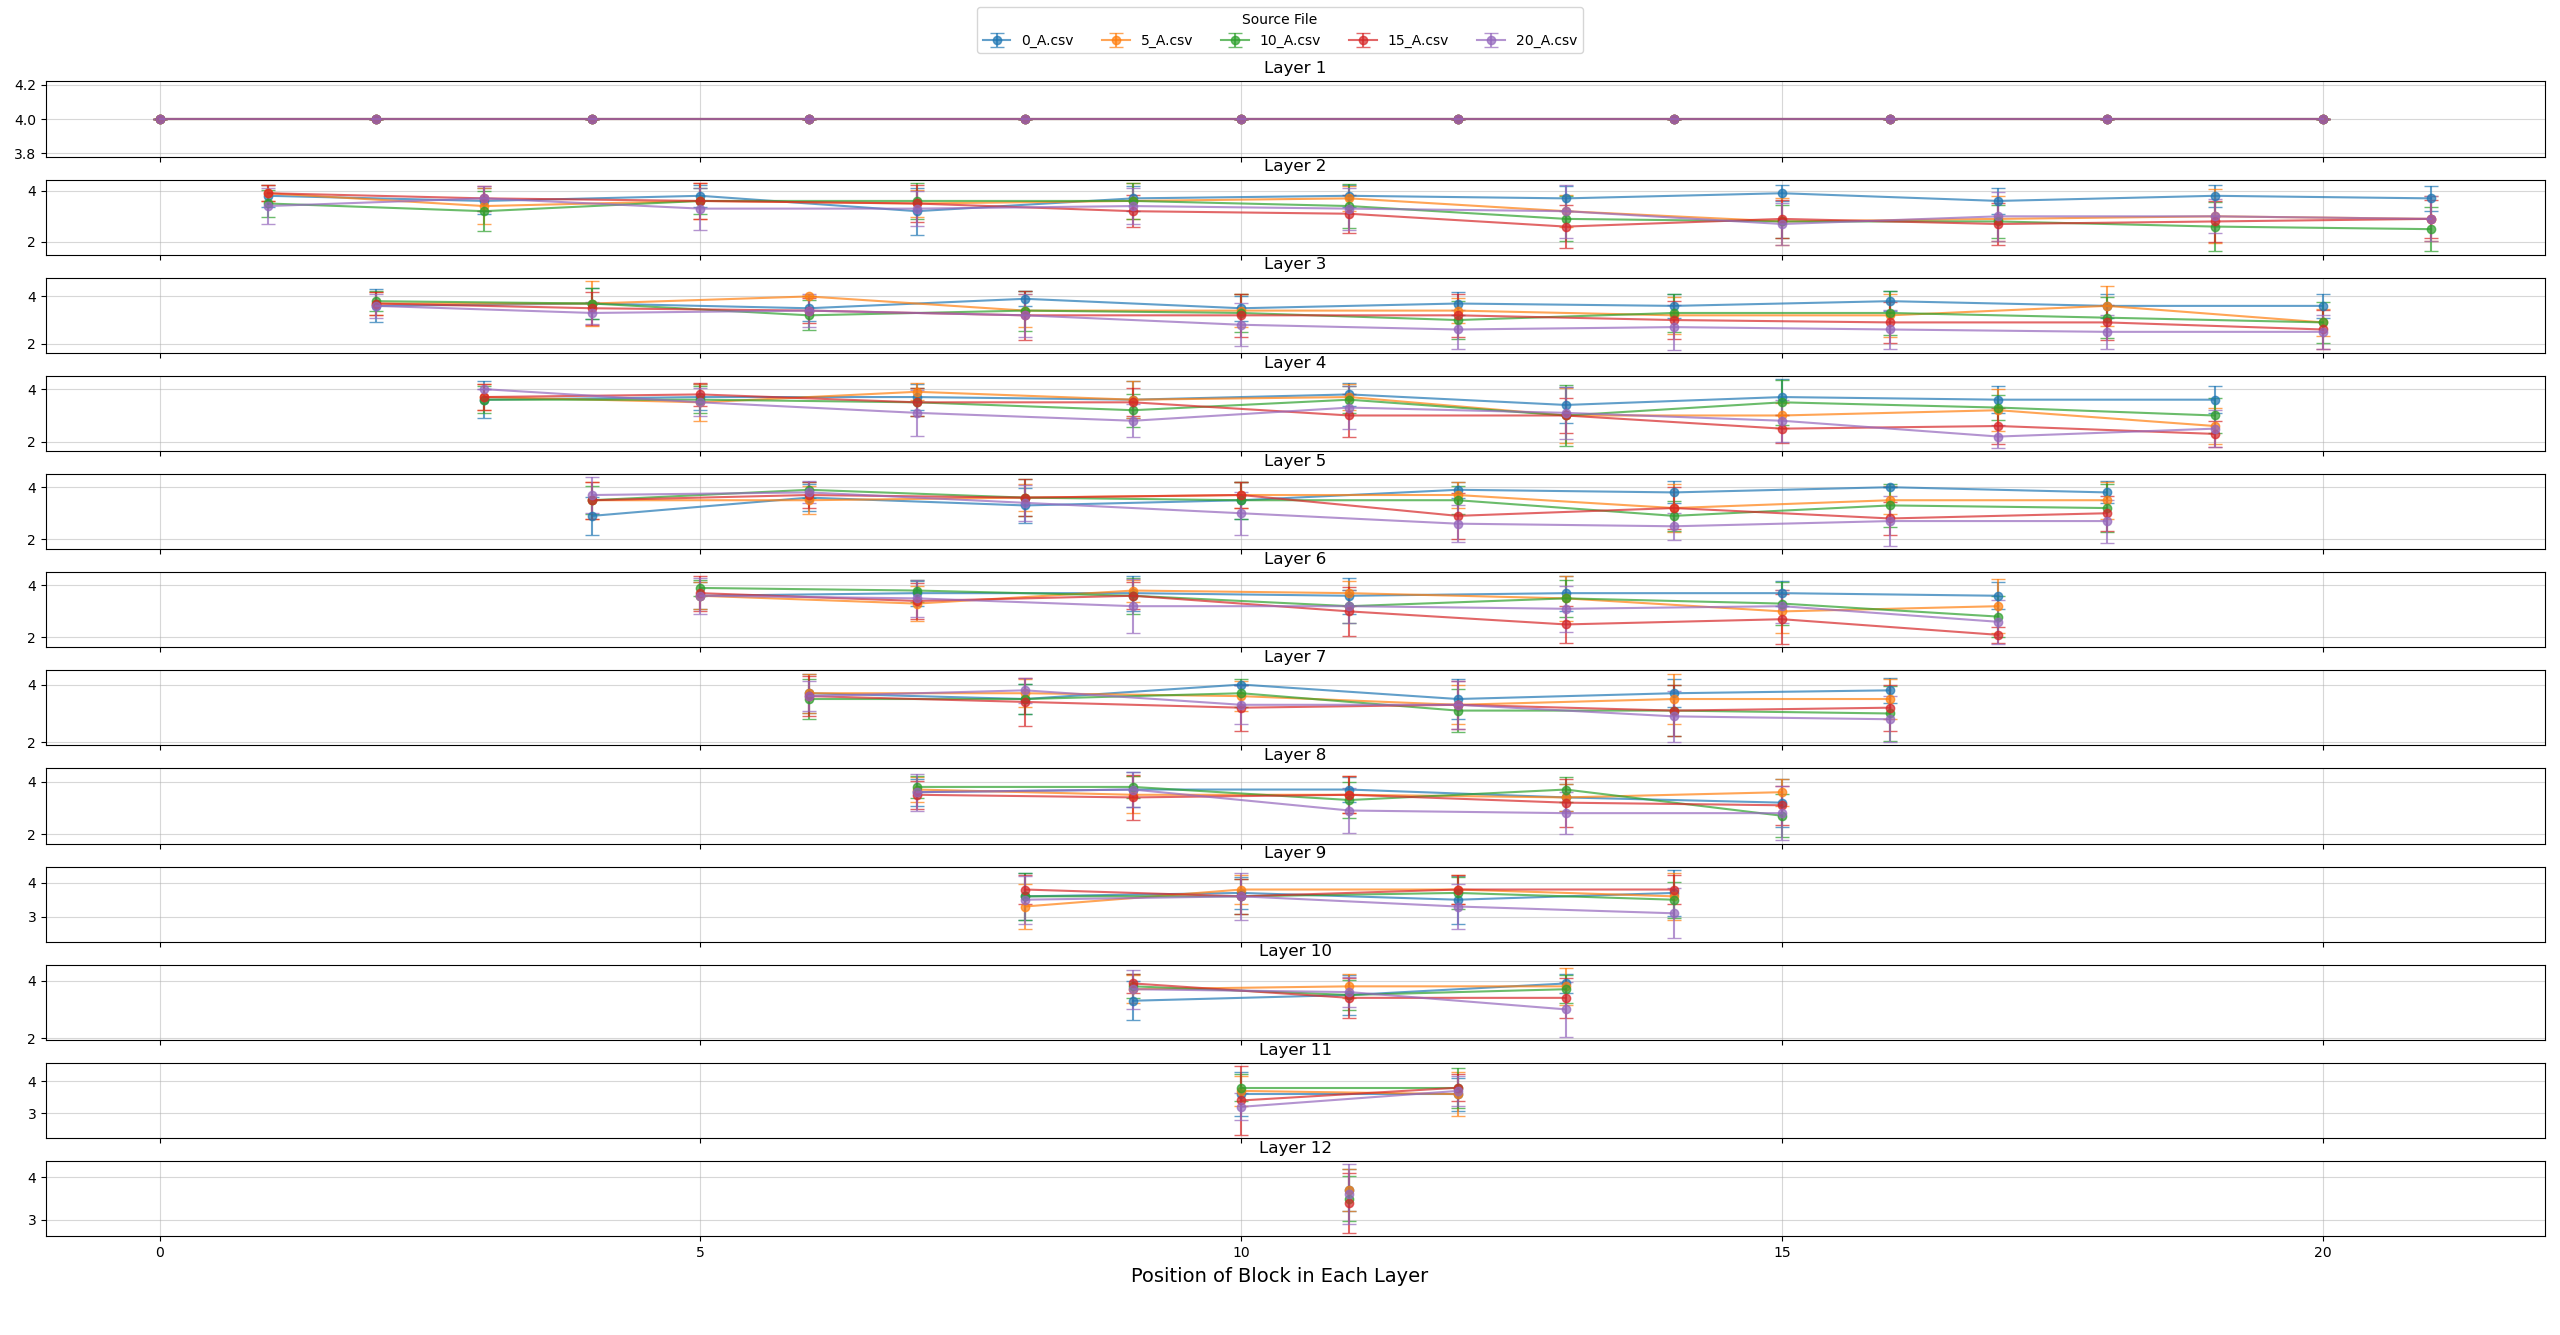 Source File
0_A.csv 5_A.csv 10_A.csv 15_A.csv 20_A.csv
Layer 1
4.2
4.0
3.8
Layer 2
4
2
Layer 3
4
2
Layer 4
4
2
Layer 5
4
2
Layer 6
4
2
Layer 7
4
2
Layer 8
4
2
Layer 9
4
3
Layer 10
4
2
Layer 11
4
3
Layer 12
4
3
0 5 10 15 20
Position of Block in Each Layer